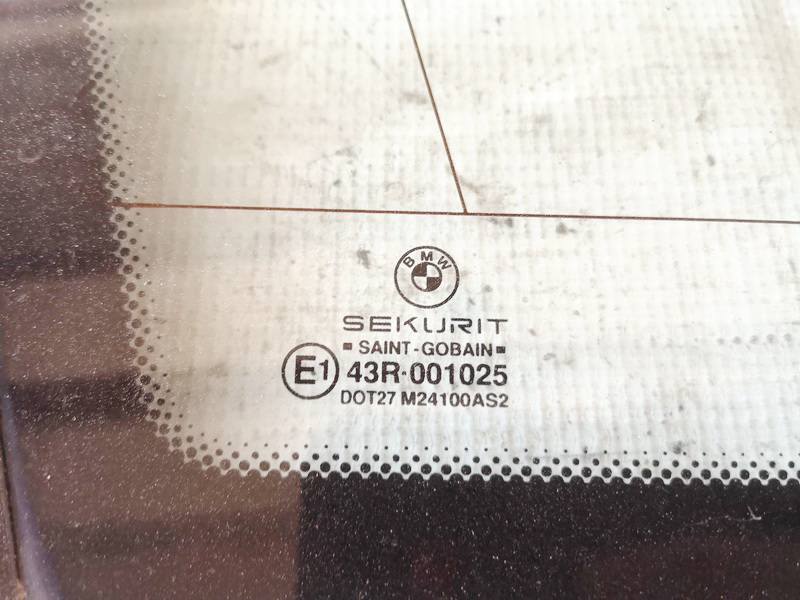 BMW
SEKURIT
SAINT-GOBAIN
E1 43R-001025
DOT27 M24100AS2